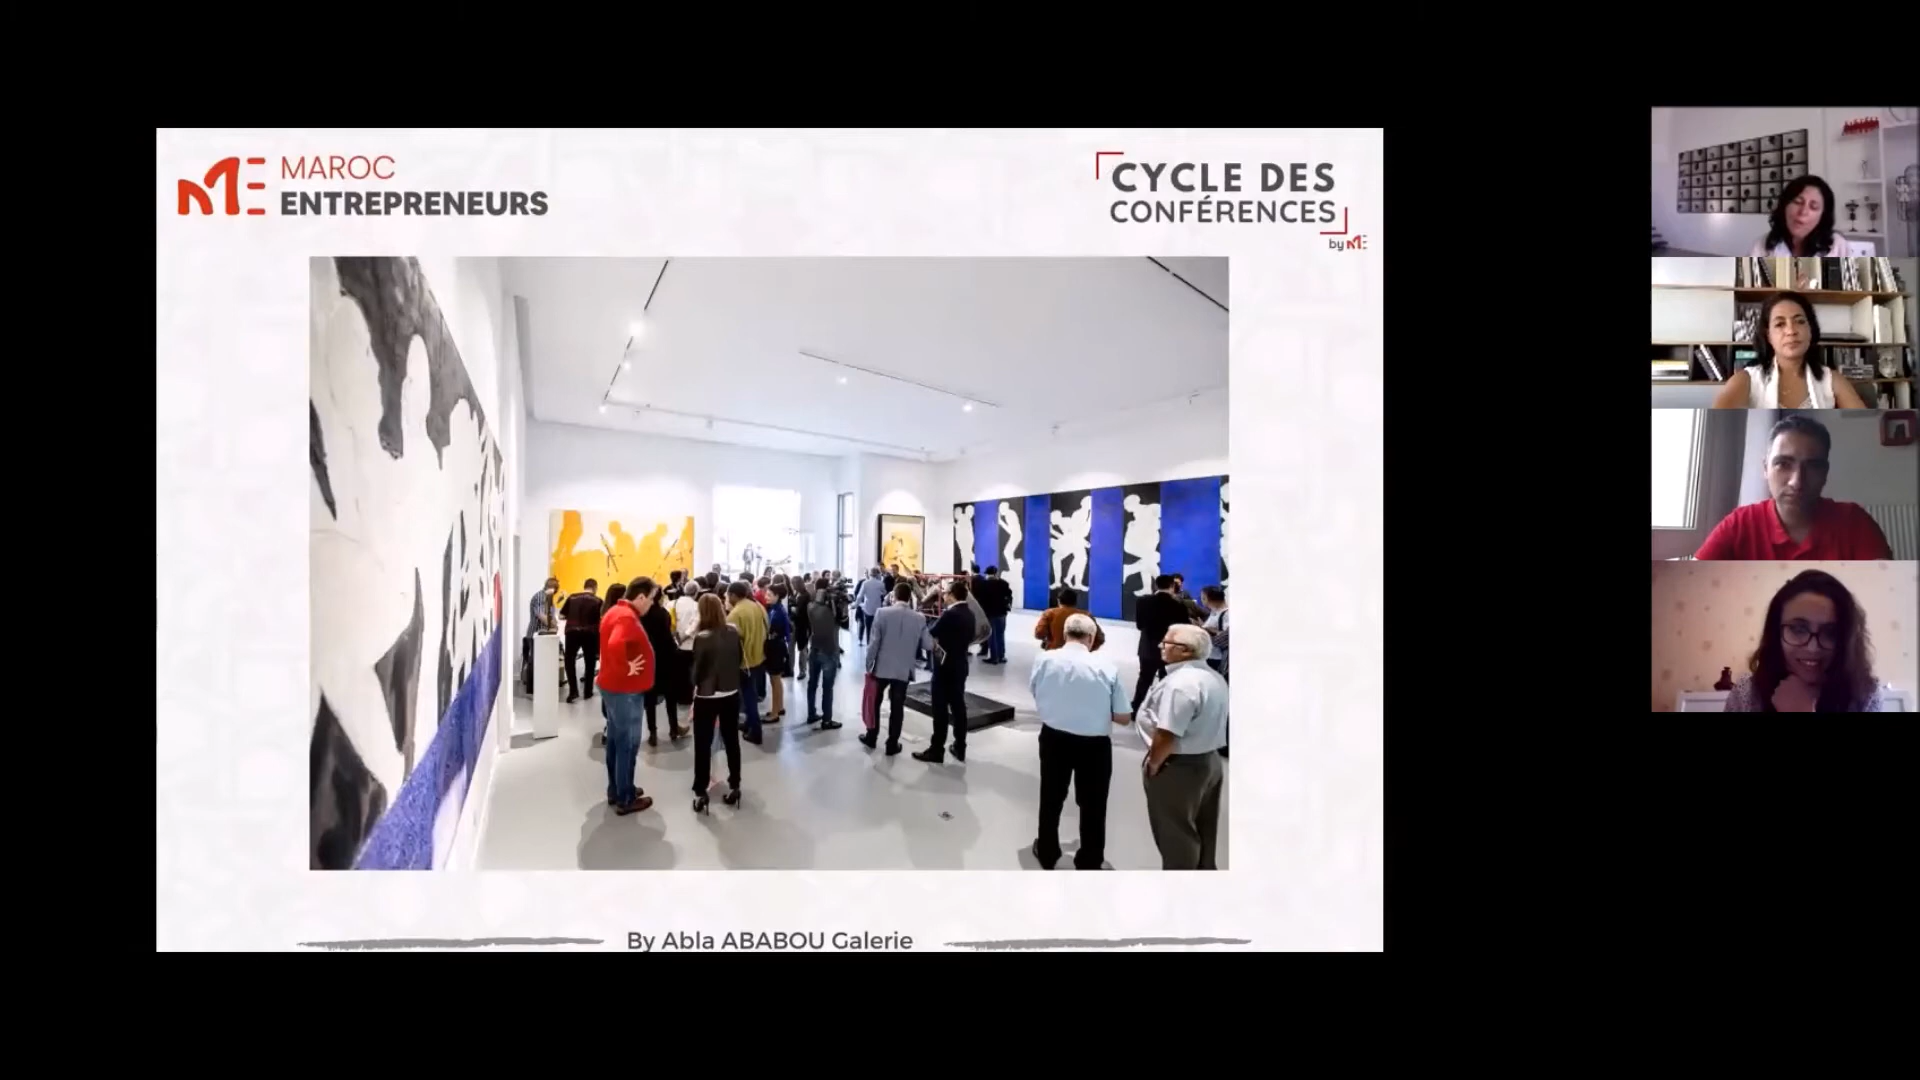 MAROC
ENTREPRENEURS
CYCLE DES
CONFÉRENCES
by ME
By Abla ABABOU Galerie